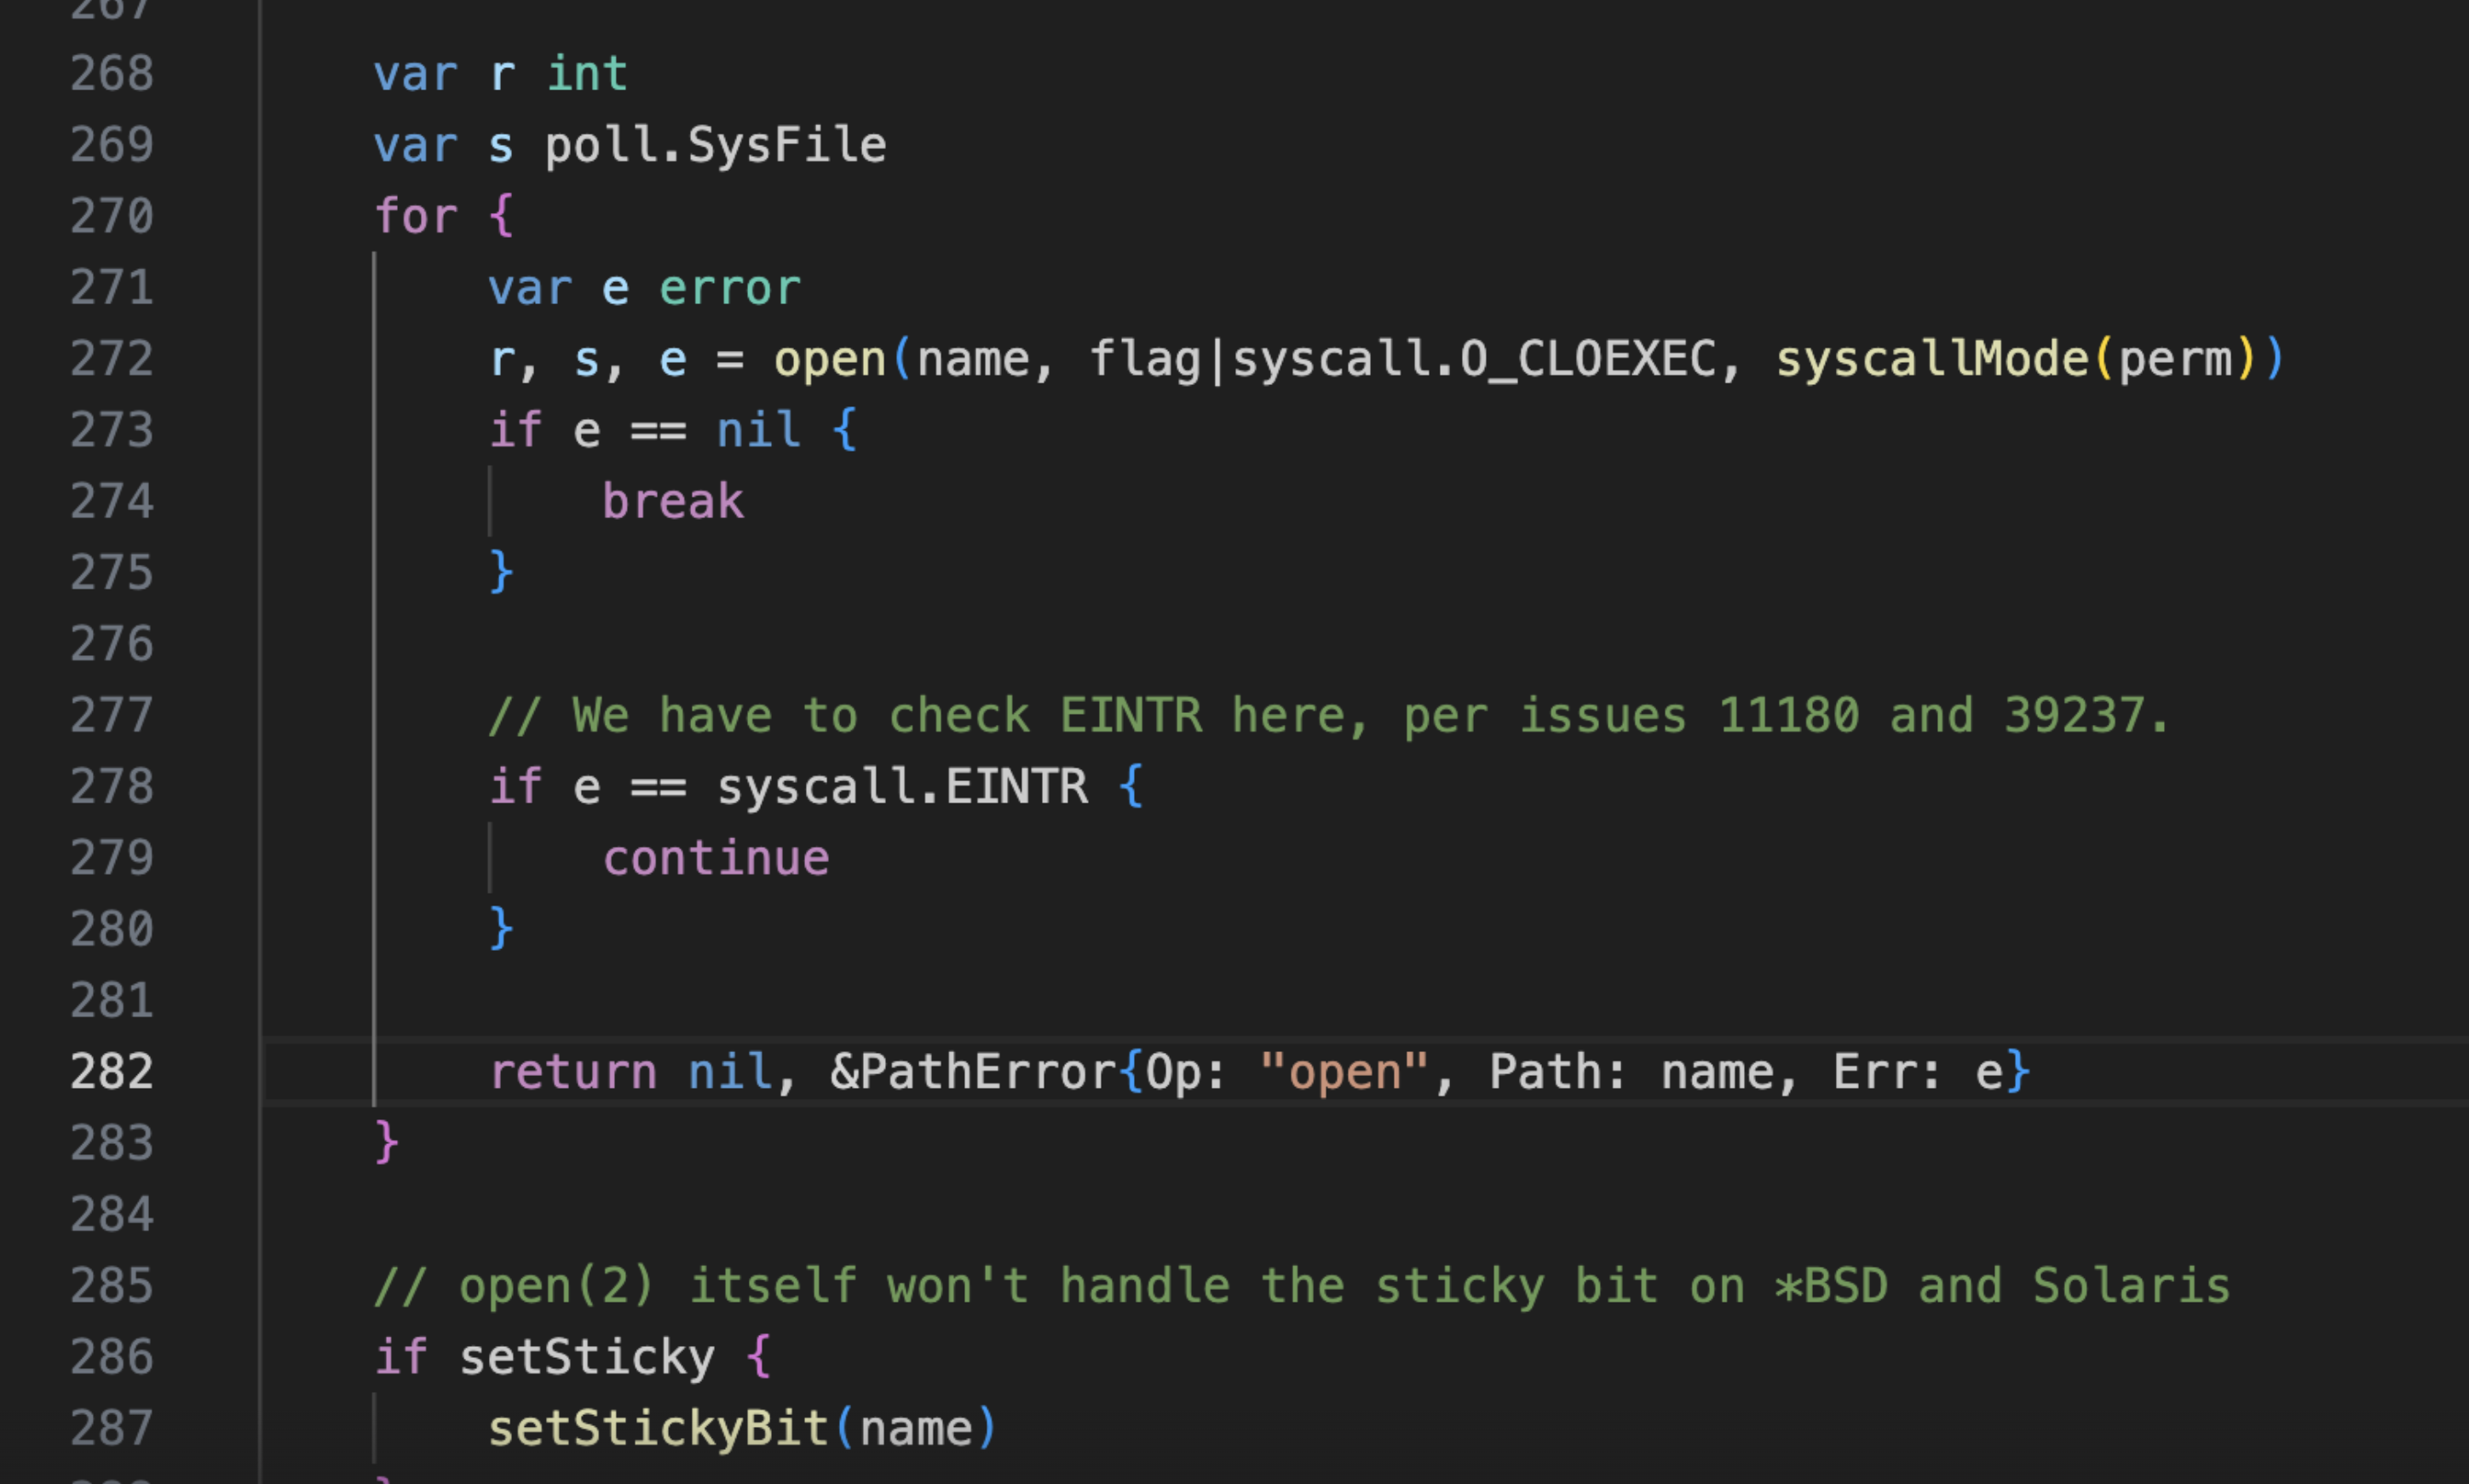 267
268 var r int
269 var s poll.SysFile
270 for {
271 var e error
272 r, s, e = open(name, flag|syscall.O_CLOEXEC, syscallMode(perm))
273 if e == nil {
274 break
275 }
276
277 // We have to check EINTR here, per issues 11180 and 39237.
278 if e == syscall.EINTR {
279 continue
280 }
281
282 return nil, &PathError{Op: "open", Path: name, Err: e}
283 }
284
285 // open(2) itself won't handle the sticky bit on *BSD and Solaris
286 if setSticky {
287 setStickyBit(name)